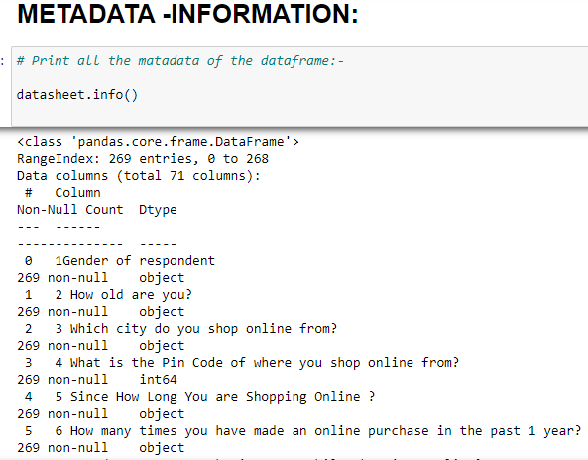 METADATA -INFORMATION:
: # Print all the matadata of the dataframe:-
datasheet.info()
<class 'pandas.core.frame.DataFrame'>
RangeIndex: 269 entries, 0 to 268
Data columns (total 71 columns):
 #   Column
Non-Null Count  Dtype
---  ------
--------------  -----
 0   1Gender of respondent
269 non-null    object
 1   2 How old are you?
269 non-null    object
 2   3 Which city do you shop online from?
269 non-null    object
 3   4 What is the Pin Code of where you shop online from?
269 non-null    int64
 4   5 Since How Long You are Shopping Online ?
269 non-null    object
 5   6 How many times you have made an online purchase in the past 1 year?
269 non-null    object